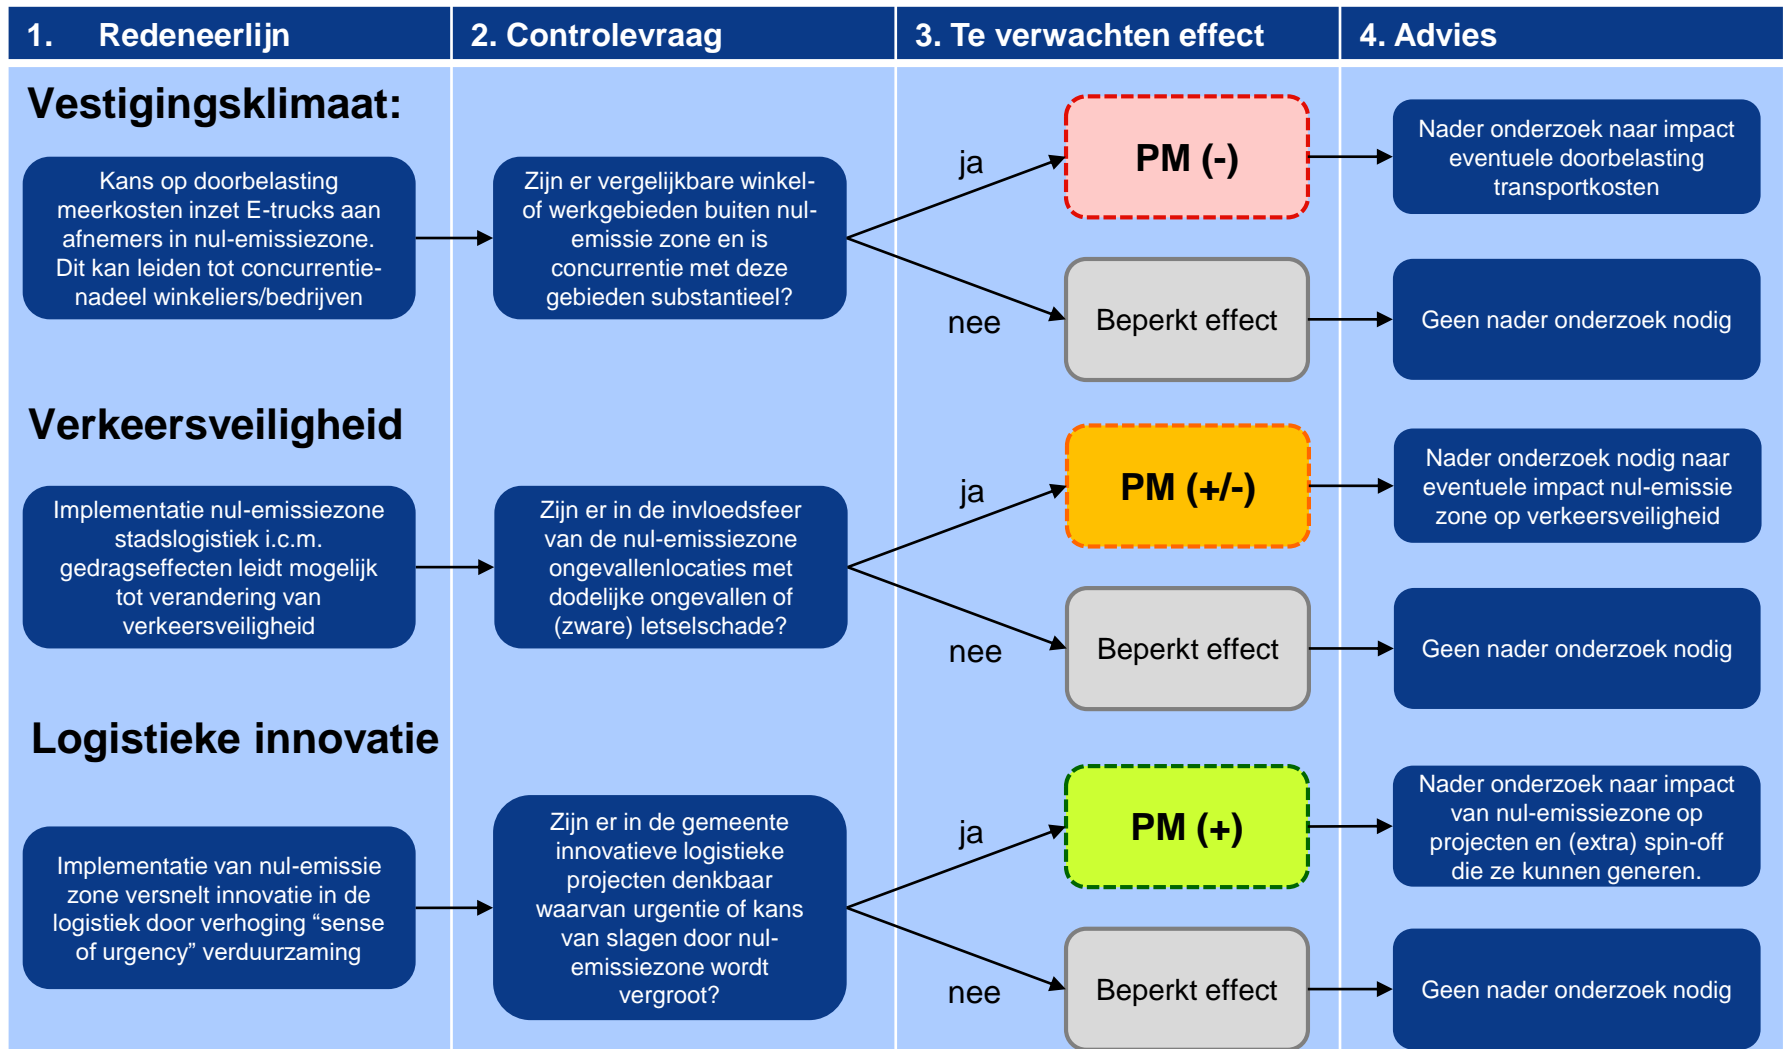 1. Redeneerlijn
2. Controlevraag
3. Te verwachten effect
4. Advies
Vestigingsklimaat:
Kans op doorbelasting
meerkosten inzet E-trucks aan
afnemers in nul-emissiezone.
Dit kan leiden tot concurrentie-
nadeel winkeliers/bedrijven
Zijn er vergelijkbare winkel-
of werkgebieden buiten nul-
emissie zone en is
concurrentie met deze
gebieden substantieel?
ja
PM (-)
Nader onderzoek naar impact
eventuele doorbelasting
transportkosten
nee
Beperkt effect
Geen nader onderzoek nodig
Verkeersveiligheid
Implementatie nul-emissiezone
stadslogistiek i.c.m.
gedragseffecten leidt mogelijk
tot verandering van
verkeersveiligheid
Zijn er in de invloedsfeer
van de nul-emissiezone
ongevallenlocaties met
dodelijke ongevallen of
(zware) letselschade?
ja
PM (+/-)
Nader onderzoek nodig naar
eventuele impact nul-emissie
zone op verkeersveiligheid
nee
Beperkt effect
Geen nader onderzoek nodig
Logistieke innovatie
Implementatie van nul-emissie
zone versnelt innovatie in de
logistiek door verhoging “sense
of urgency” verduurzaming
Zijn er in de gemeente
innovatieve logistieke
projecten denkbaar
waarvan urgentie of kans
van slagen door nul-
emissiezone wordt
vergroot?
ja
PM (+)
Nader onderzoek naar impact
van nul-emissiezone op
projecten en (extra) spin-off
die ze kunnen generen.
nee
Beperkt effect
Geen nader onderzoek nodig